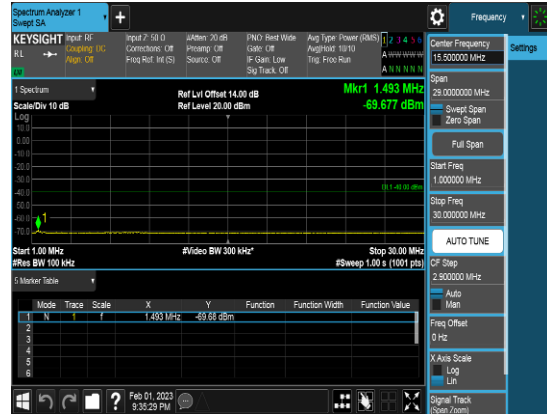 Spectrum Analyzer 1
Swept SA
Frequency
KEYSIGHT
RL
Input: RF
Coupling: DC
Align: Off
Input Z: 50 Ω
Corrections: Off
Freq Ref: Int (S)
#Atten: 20 dB
Preamp: Off
Source: Off
PNO: Best Wide
Gate: Off
IF Gain: Low
Sig Track: Off
Avg Type: Power (RMS)
Avg|Hold: 10/10
Trig: Free Run
1 2 3 4 5 6
A W W W W W
A N N N N N
1 Spectrum
Scale/Div 10 dB
Ref Lvl Offset 14.00 dB
Ref Level 20.00 dBm
Mkr1 1.493 MHz
-69.677 dBm
Log
10.0
0.00
-10.0
-20.0
-30.0
-40.0
-50.0
-60.0
-70.0
DL1 -40.00 dBm
1
Start 1.00 MHz
#Res BW 100 kHz
#Video BW 300 kHz*
Stop 30.00 MHz
#Sweep 1.00 s (1001 pts)
5 Marker Table
Mode Trace Scale X Y Function Function Width Function Value
1 N 1 f 1.493 MHz -69.68 dBm
2
3
4
5
6
Feb 01, 2023
9:35:29 PM
Center Frequency
15.500000 MHz
Settings
Span
29.0000000 MHz
Swept Span
Zero Span
Full Span
Start Freq
1.000000 MHz
Stop Freq
30.000000 MHz
AUTO TUNE
CF Step
2.900000 MHz
Auto
Man
Freq Offset
0 Hz
X Axis Scale
Log
Lin
Signal Track
(Span Zoom)